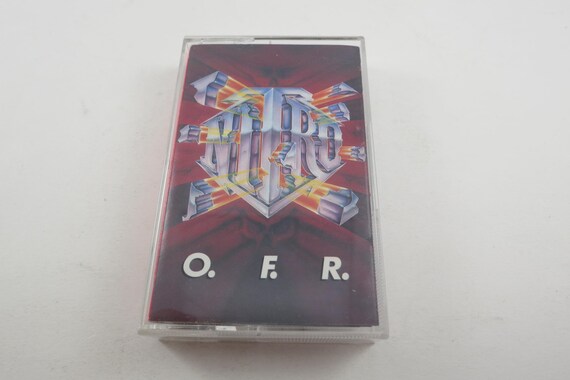 NITRO
O. F. R.